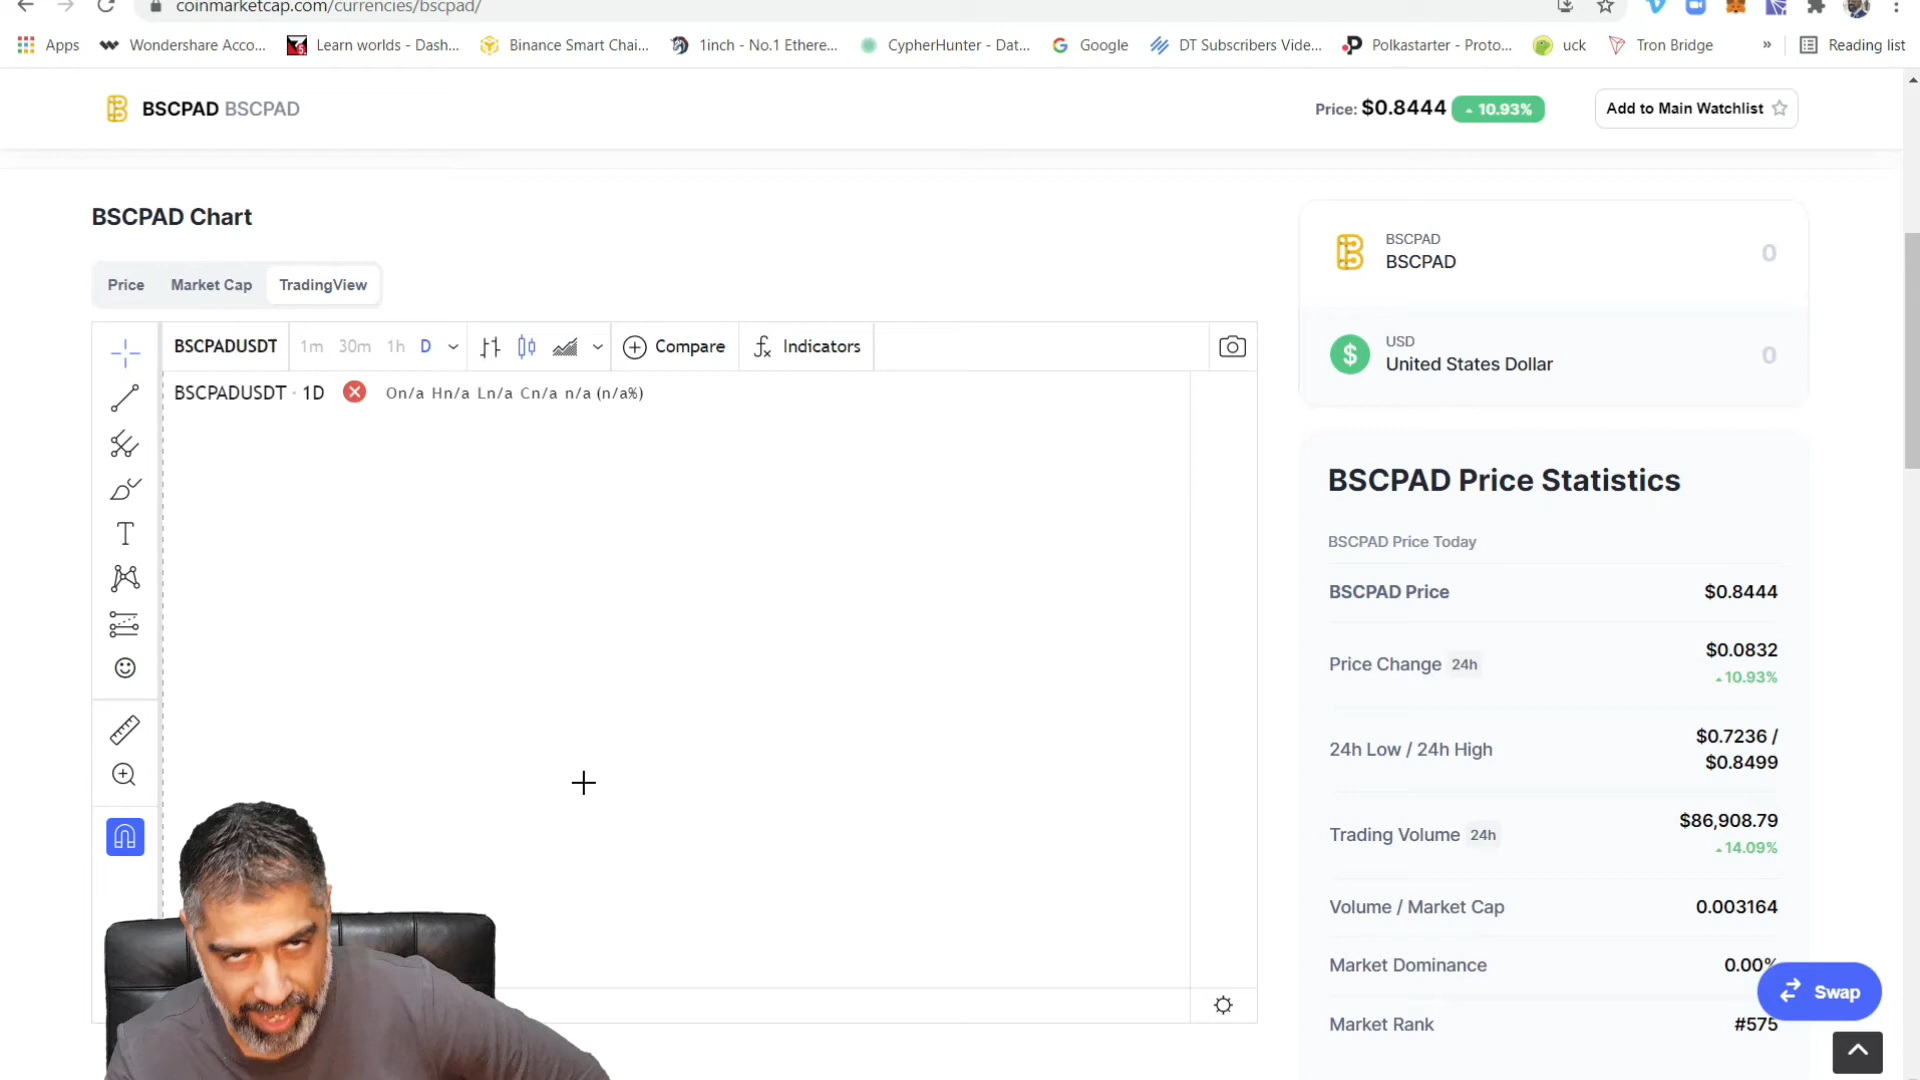 coinmarketcap.com/currencies/bscpad/
Apps Wondershare Acco... Learn worlds - Dash... Binance Smart Chai... 1inch - No.1 Ethere... CypherHunter - Dat... Google DT Subscribers Vide... Polkastarter - Proto... uck Tron Bridge » Reading list
BSCPAD BSCPAD
Price: $0.8444 10.93%
Add to Main Watchlist
BSCPAD Chart
Price Market Cap TradingView
BSCPADUSDT 1m 30m 1h D Compare Indicators
BSCPADUSDT · 1D On/a Hn/a Ln/a Cn/a n/a (n/a%)
T
BSCPAD
BSCPAD
0
USD
United States Dollar
0
BSCPAD Price Statistics
BSCPAD Price Today
BSCPAD Price $0.8444
Price Change 24h $0.0832
10.93%
24h Low / 24h High $0.7236 /
$0.8499
Trading Volume 24h $86,908.79
14.09%
Volume / Market Cap 0.003164
Market Dominance 0.00%
Swap
Market Rank #575